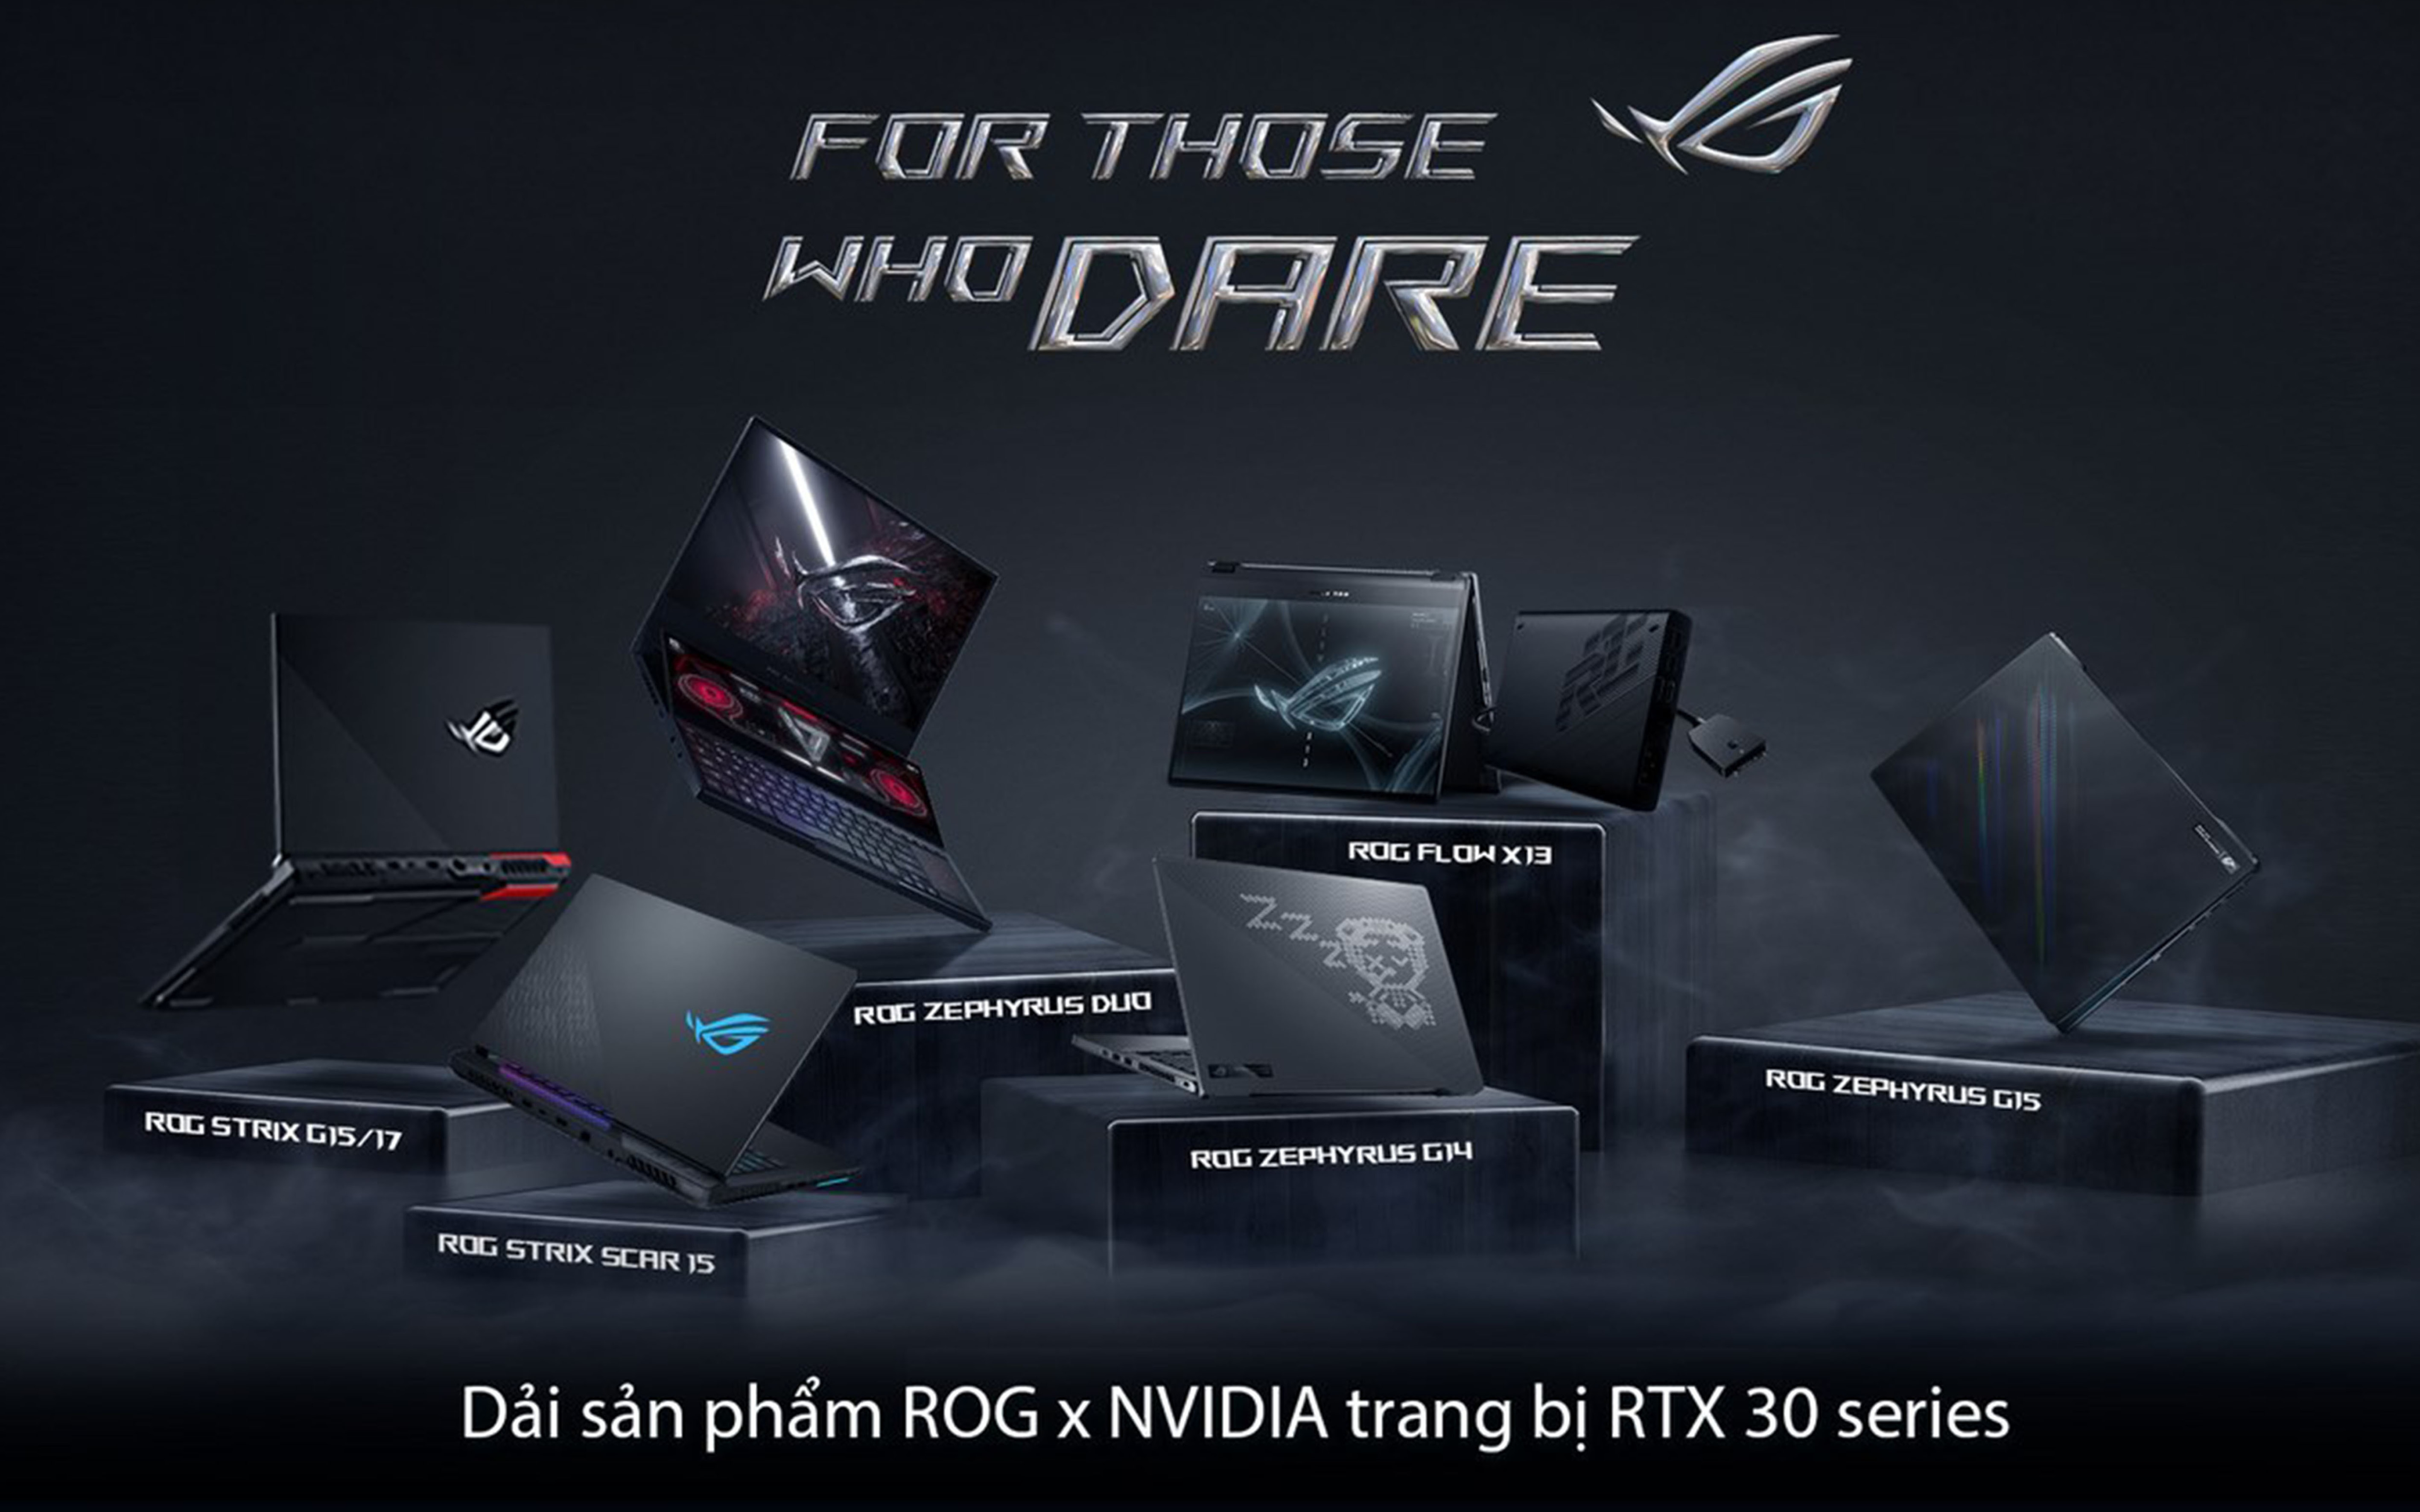 FOR THOSE
WHO DARE
ROG FLOW X13
ROG ZEPHYRUS DUO
ROG ZEPHYRUS G15
ROG STRIX G15/17
ROG ZEPHYRUS G14
ROG STRIX SCAR 15
Dải sản phẩm ROG x NVIDIA trang bị RTX 30 series